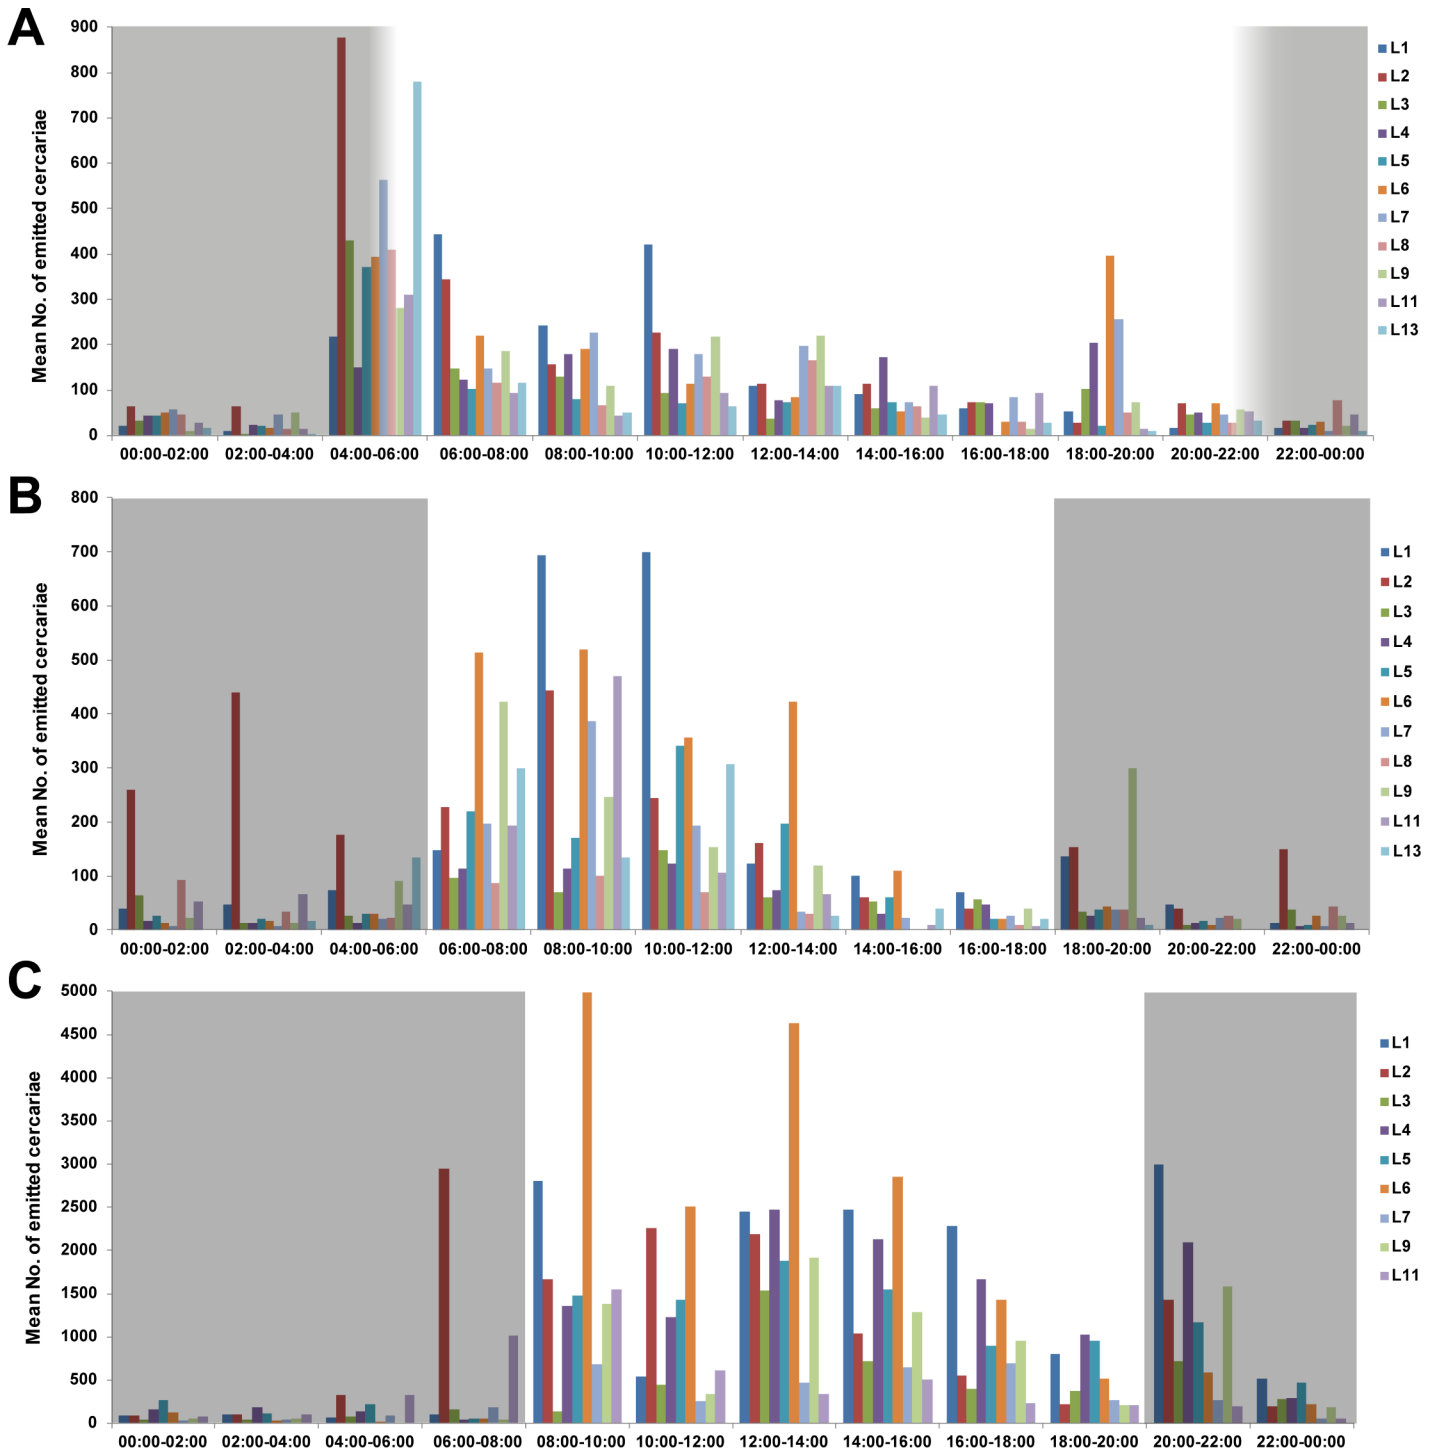 A
Mean No. of emitted cercariae
900
800
700
600
500
400
300
200
100
0
00:00-02:00 02:00-04:00 04:00-06:00 06:00-08:00 08:00-10:00 10:00-12:00 12:00-14:00 14:00-16:00 16:00-18:00 18:00-20:00 20:00-22:00 22:00-00:00
L1
L2
L3
L4
L5
L6
L7
L8
L9
L11
L13
B
Mean No. of emitted cercariae
800
700
600
500
400
300
200
100
0
00:00-02:00 02:00-04:00 04:00-06:00 06:00-08:00 08:00-10:00 10:00-12:00 12:00-14:00 14:00-16:00 16:00-18:00 18:00-20:00 20:00-22:00 22:00-00:00
L1
L2
L3
L4
L5
L6
L7
L8
L9
L11
L13
C
Mean No. of emitted cercariae
5000
4500
4000
3500
3000
2500
2000
1500
1000
500
0
00:00-02:00 02:00-04:00 04:00-06:00 06:00-08:00 08:00-10:00 10:00-12:00 12:00-14:00 14:00-16:00 16:00-18:00 18:00-20:00 20:00-22:00 22:00-00:00
L1
L2
L3
L4
L5
L6
L7
L9
L11